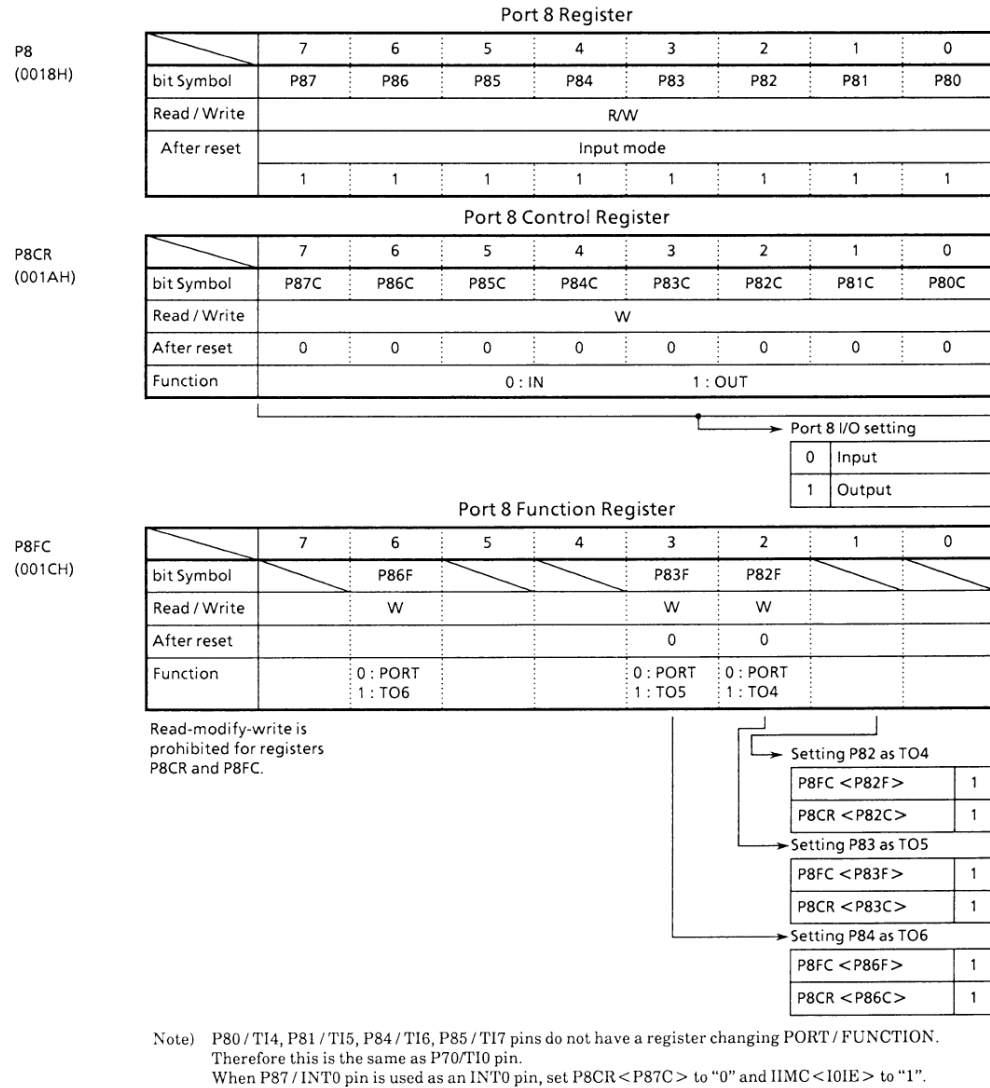 Port 8 Register
P8
(0018H)
7 6 5 4 3 2 1 0
bit Symbol P87 P86 P85 P84 P83 P82 P81 P80
Read / Write R/W
After reset Input mode
1 1 1 1 1 1 1 1
Port 8 Control Register
P8CR
(001AH)
7 6 5 4 3 2 1 0
bit Symbol P87C P86C P85C P84C P83C P82C P81C P80C
Read / Write W
After reset 0 0 0 0 0 0 0 0
Function 0 : IN 1 : OUT
Port 8 I/O setting
0 Input
1 Output
Port 8 Function Register
P8FC
(001CH)
7 6 5 4 3 2 1 0
bit Symbol P86F P83F P82F
Read / Write W W W
After reset 0 0
Function 0 : PORT 0 : PORT 0 : PORT
1 : TO6 1 : TO5 1 : TO4
Read-modify-write is
prohibited for registers
P8CR and P8FC.
Setting P82 as TO4
P8FC <P82F> 1
P8CR <P82C> 1
Setting P83 as TO5
P8FC <P83F> 1
P8CR <P83C> 1
Setting P84 as TO6
P8FC <P86F> 1
P8CR <P86C> 1
Note) P80 / TI4, P81 / TI5, P84 / TI6, P85 / TI7 pins do not have a register changing PORT / FUNCTION.
Therefore this is the same as P70/TI0 pin.
When P87 / INT0 pin is used as an INT0 pin, set P8CR<P87C> to “0” and IIMC<I0IE> to “1”.